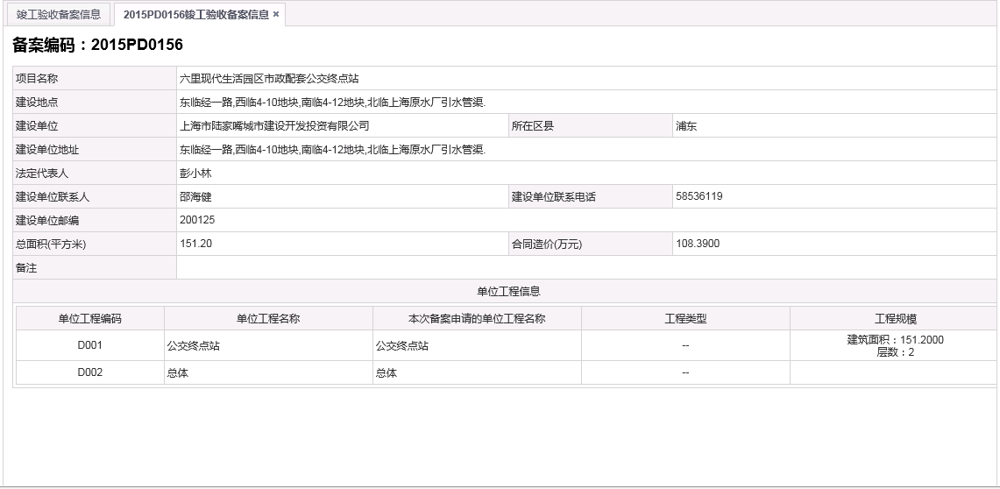 竣工验收备案信息 2015PD0156竣工验收备案信息 ×
备案编码：2015PD0156
项目名称 六里现代生活园区市政配套公交终点站
建设地点 东临经一路,西临4-10地块,南临4-12地块,北临上海原水厂引水管渠.
建设单位 上海市陆家嘴城市建设开发投资有限公司 所在区县 浦东
建设单位地址 东临经一路,西临4-10地块,南临4-12地块,北临上海原水厂引水管渠.
法定代表人 彭小林
建设单位联系人 邵海健 建设单位联系电话 58536119
建设单位邮编 200125
总面积(平方米) 151.20 合同造价(万元) 108.3900
备注
单位工程信息
单位工程编码 单位工程名称 本次备案申请的单位工程名称 工程类型 工程规模
D001 公交终点站 公交终点站 -- 建筑面积：151.2000
层数：2
D002 总体 总体 --